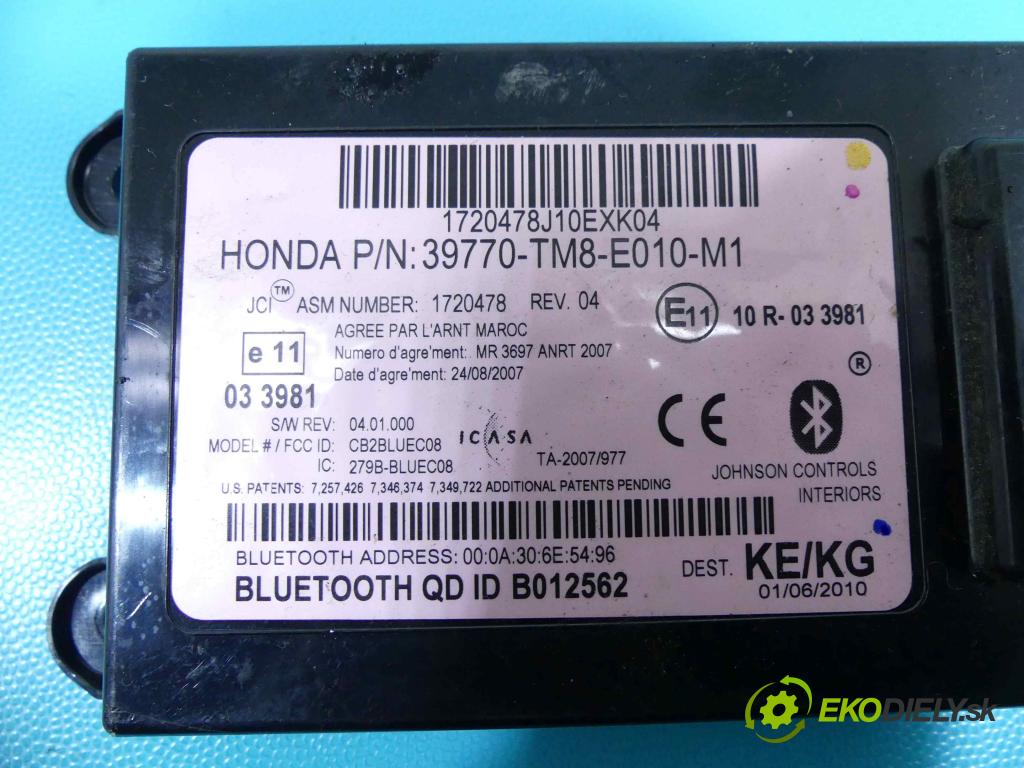 1720478J10EXK04
HONDA P/N: 39770-TM8-E010-M1
JCI™ ASM NUMBER: 1720478 REV. 04
E11 10 R- 03 3981
AGREE PAR L'ARNT MAROC
e 11
Numero d'agre'ment: MR 3697 ANRT 2007
Date d'agre'ment: 24/08/2007
®
03 3981
S/W REV: 04.01.000
MODEL # / FCC ID: CB2BLUEC08
ICASA
CE
IC: 279B-BLUEC08
TA-2007/977
JOHNSON CONTROLS
INTERIORS
U.S. PATENTS: 7,257,426 7,346,374 7,349,722 ADDITIONAL PATENTS PENDING
BLUETOOTH ADDRESS: 00:0A:30:6E:54:96
BLUETOOTH QD ID B012562
DEST. KE/KG
01/06/2010
EKODIELY.sk